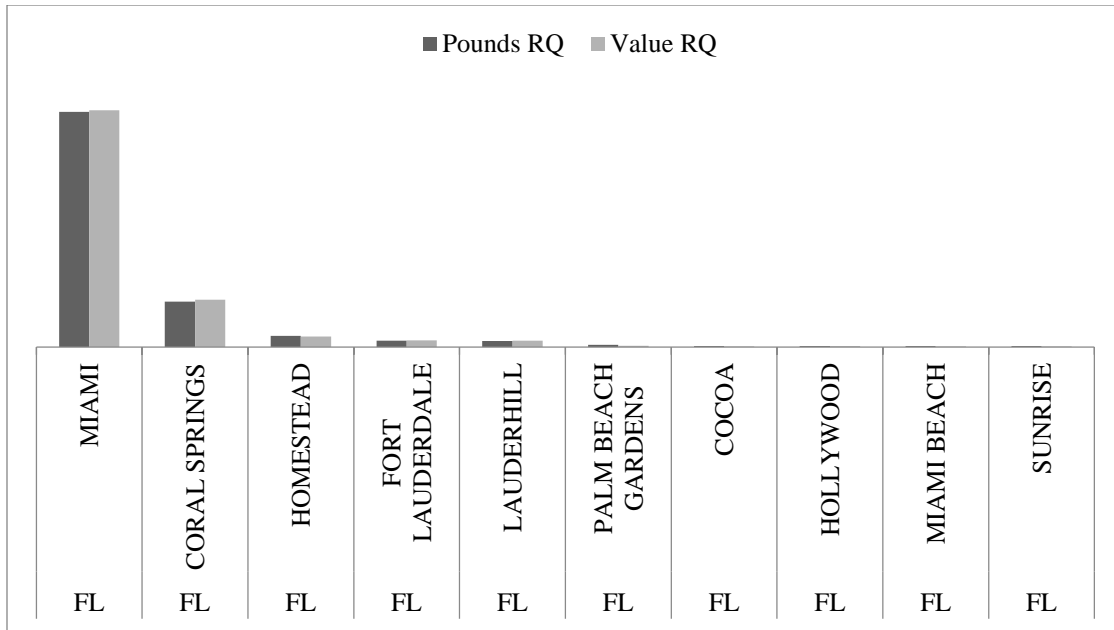 Pounds RQ Value RQ
MIAMI
CORAL SPRINGS
HOMESTEAD
FORT
LAUDERDALE
LAUDERHILL
PALM BEACH
GARDENS
COCOA
HOLLYWOOD
MIAMI BEACH
SUNRISE
FL FL FL FL FL FL FL FL FL FL